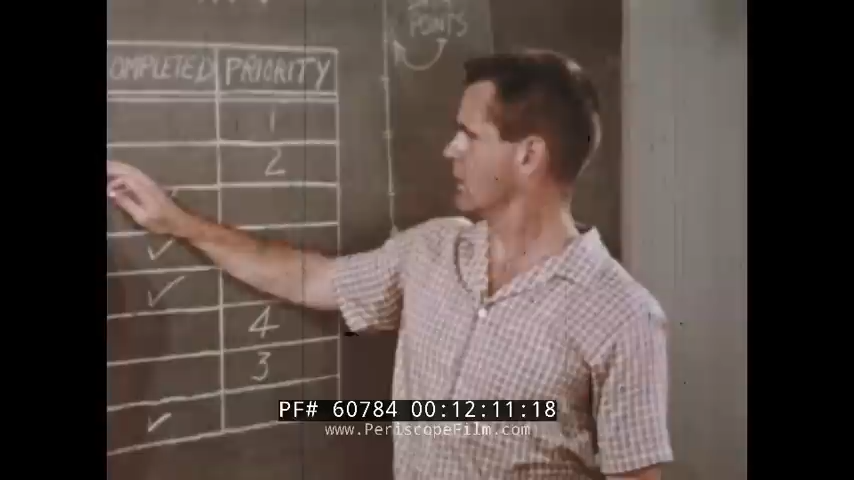 POINTS
OMPLETED PRIORITY
1
2
✓
✓
✓
4
3
✓
PF# 60784 00:12:11:18
www.PeriscopeFilm.com